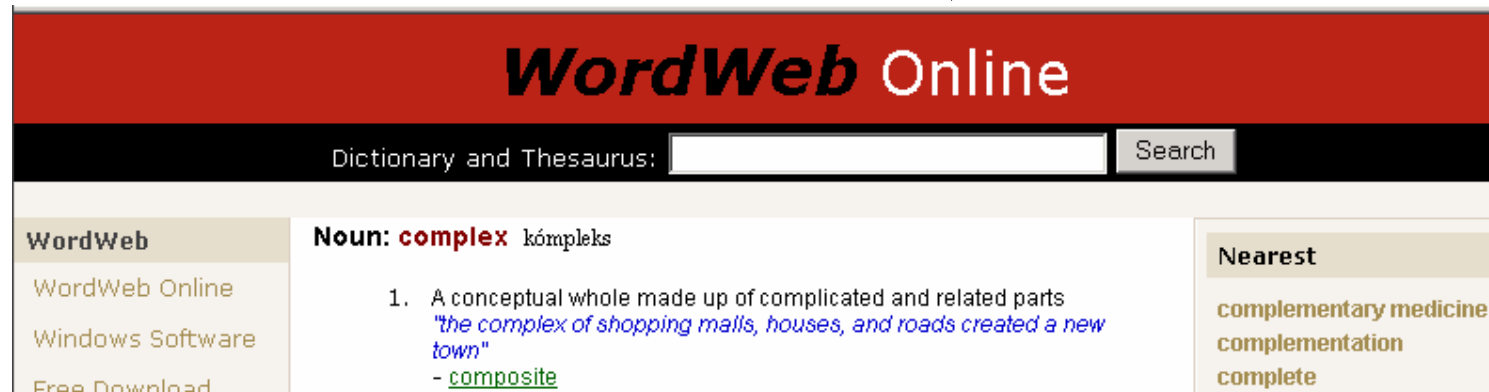 WordWeb Online
Dictionary and Thesaurus:
Search
WordWeb
WordWeb Online
Windows Software
Free Download
Noun: complex kómpleks
1. A conceptual whole made up of complicated and related parts
"the complex of shopping malls, houses, and roads created a new
town"
- composite
Nearest
complementary medicine
complementation
complete